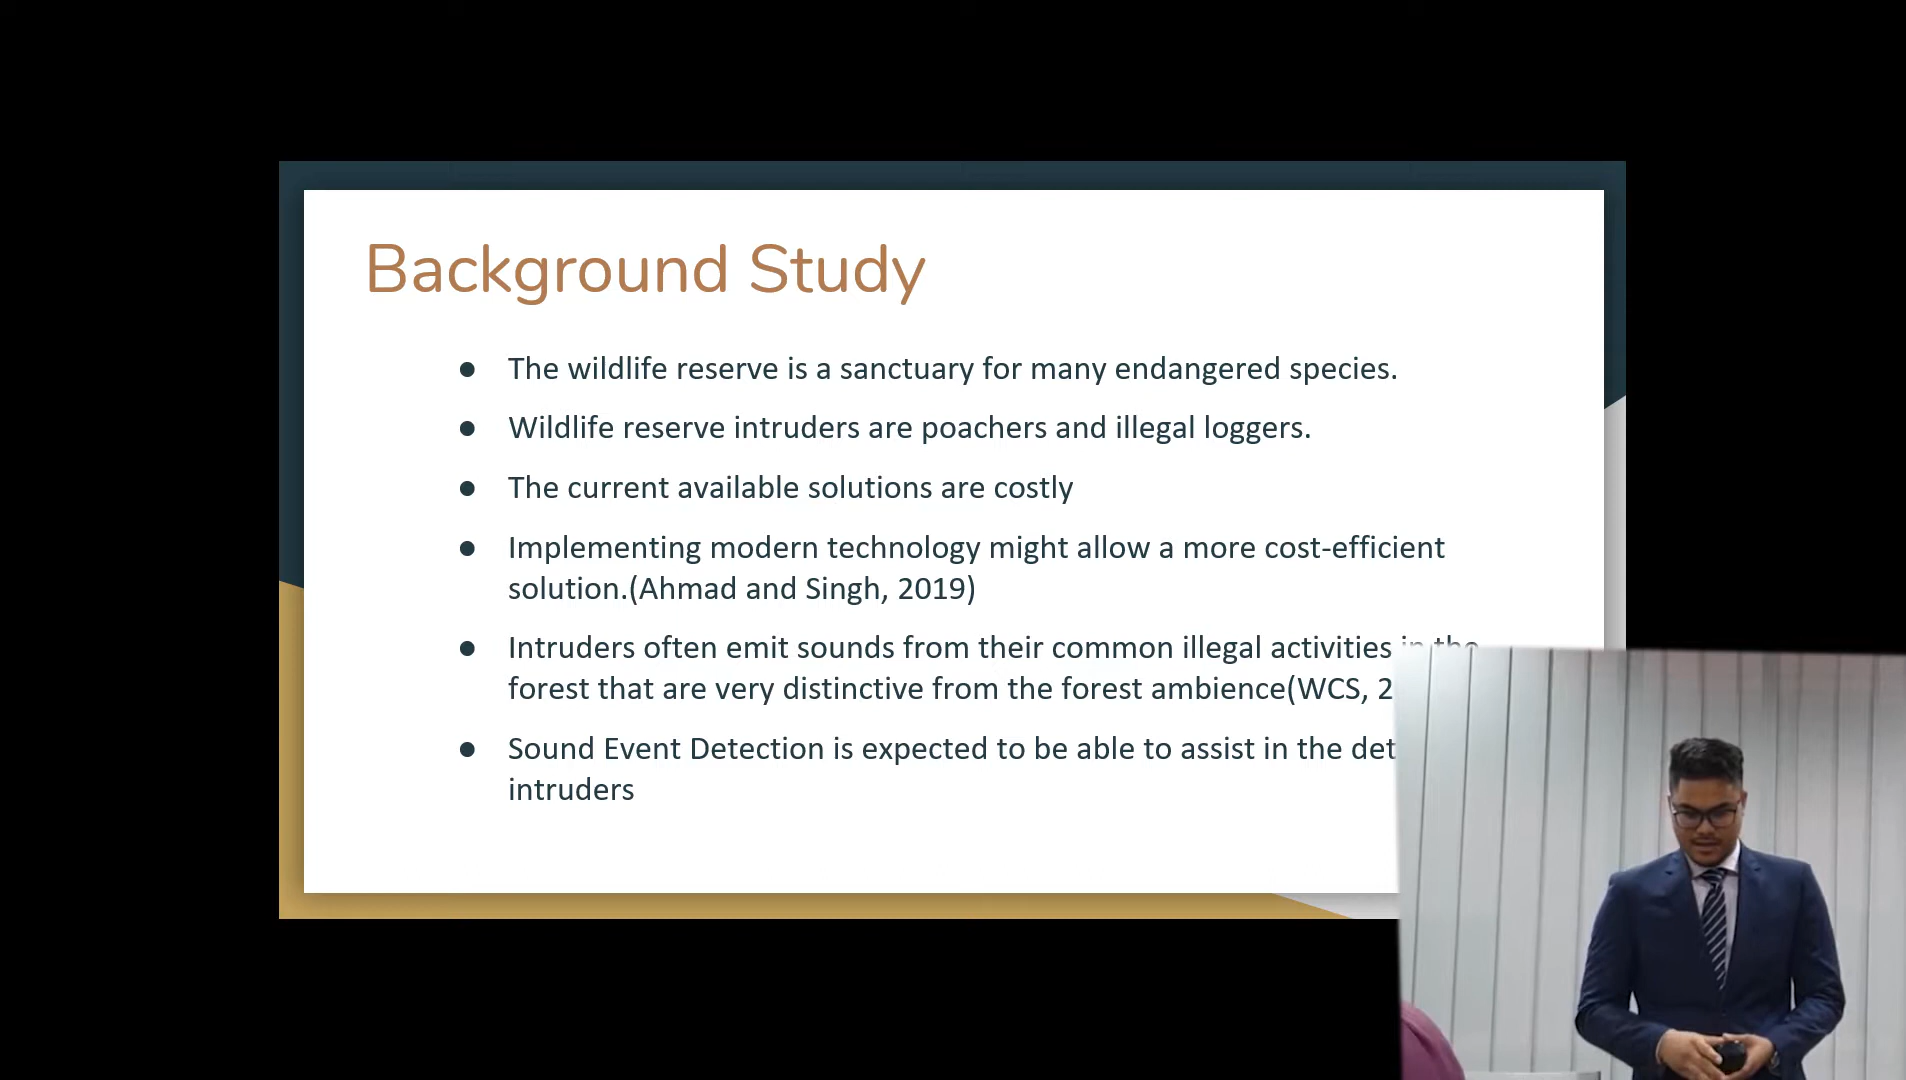 Background Study
● The wildlife reserve is a sanctuary for many endangered species.
● Wildlife reserve intruders are poachers and illegal loggers.
● The current available solutions are costly
● Implementing modern technology might allow a more cost-efficient
solution.(Ahmad and Singh, 2019)
● Intruders often emit sounds from their common illegal activities in the
forest that are very distinctive from the forest ambience(WCS,
● Sound Event Detection is expected to be able to assist in the
intruders